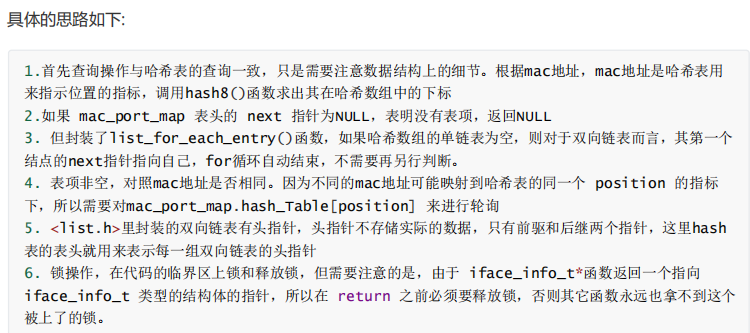 具体的思路如下:
1.首先查询操作与哈希表的查询一致，只是需要注意数据结构上的细节。根据mac地址，mac地址是哈希表用
来指示位置的指标，调用hash8()函数求出其在哈希数组中的下标
2.如果 mac_port_map 表头的 next 指针为NULL，表明没有表项，返回NULL
3. 但封装了list_for_each_entry()函数，如果哈希数组的单链表为空，则对于双向链表而言，其第一个
结点的next指针指向自己，for循环自动结束，不需要再另行判断。
4. 表项非空，对照mac地址是否相同。因为不同的mac地址可能映射到哈希表的同一个 position 的指标
下，所以需要对mac_port_map.hash_Table[position] 来进行轮询
5. <list.h>里封装的双向链表有头指针，头指针不存储实际的数据，只有前驱和后继两个指针，这里hash
表的表头就用来表示每一组双向链表的头指针
6. 锁操作，在代码的临界区上锁和释放锁，但需要注意的是，由于 iface_info_t*函数返回一个指向
iface_info_t 类型的结构体的指针，所以在 return 之前必须要释放锁，否则其它函数永远也拿不到这个
被上了的锁。